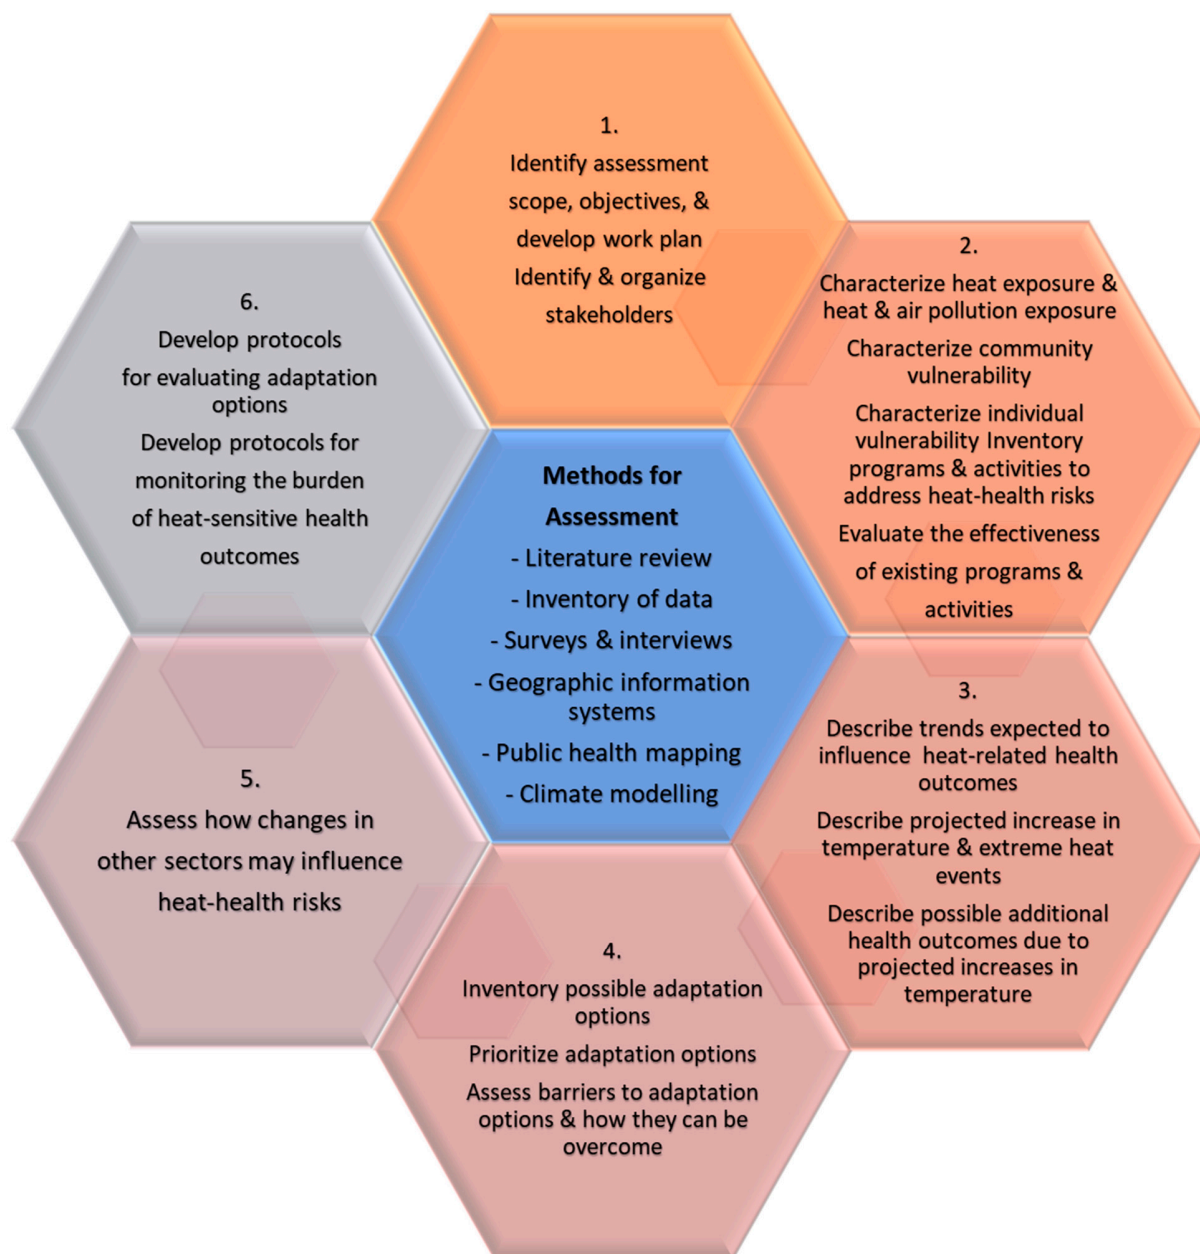 1.
Identify assessment
scope, objectives, &
develop work plan
Identify & organize
stakeholders
2.
Characterize heat exposure &
heat & air pollution exposure
Characterize community
vulnerability
Characterize individual
vulnerability Inventory
programs & activities to
address heat-health risks
Evaluate the effectiveness
of existing programs &
activities
3.
Describe trends expected to
influence heat-related health
outcomes
Describe projected increase in
temperature & extreme heat
events
Describe possible additional
health outcomes due to
projected increases in
temperature
4.
Inventory possible adaptation
options
Prioritize adaptation options
Assess barriers to adaptation
options & how they can be
overcome
5.
Assess how changes in
other sectors may influence
heat-health risks
6.
Develop protocols
for evaluating adaptation
options
Develop protocols for
monitoring the burden
of heat-sensitive health
outcomes
Methods for
Assessment
- Literature review
- Inventory of data
- Surveys & interviews
- Geographic information
systems
- Public health mapping
- Climate modelling